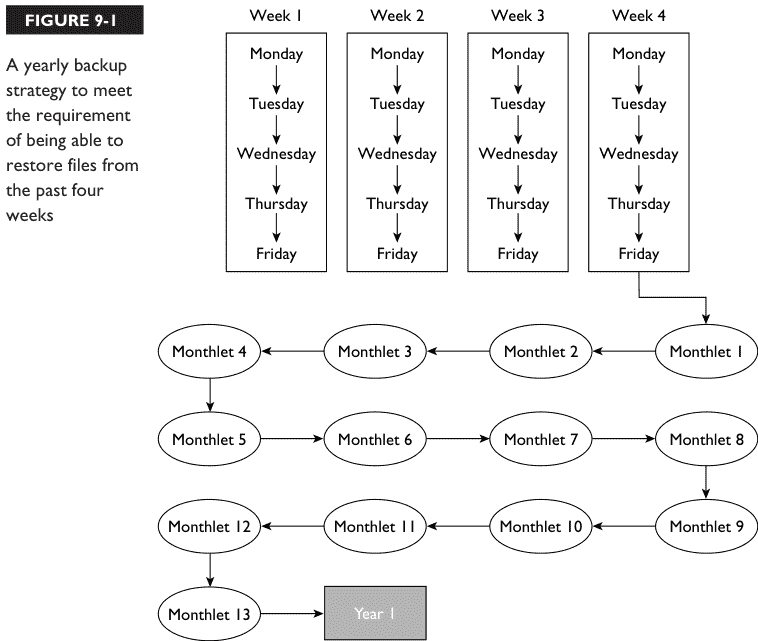 FIGURE 9-1
A yearly backup
strategy to meet
the requirement
of being able to
restore files from
the past four
weeks
Week 1
Monday
Tuesday
Wednesday
Thursday
Friday
Week 2
Monday
Tuesday
Wednesday
Thursday
Friday
Week 3
Monday
Tuesday
Wednesday
Thursday
Friday
Week 4
Monday
Tuesday
Wednesday
Thursday
Friday
Monthlet 1
Monthlet 2
Monthlet 3
Monthlet 4
Monthlet 5
Monthlet 6
Monthlet 7
Monthlet 8
Monthlet 9
Monthlet 10
Monthlet 11
Monthlet 12
Monthlet 13
Year 1